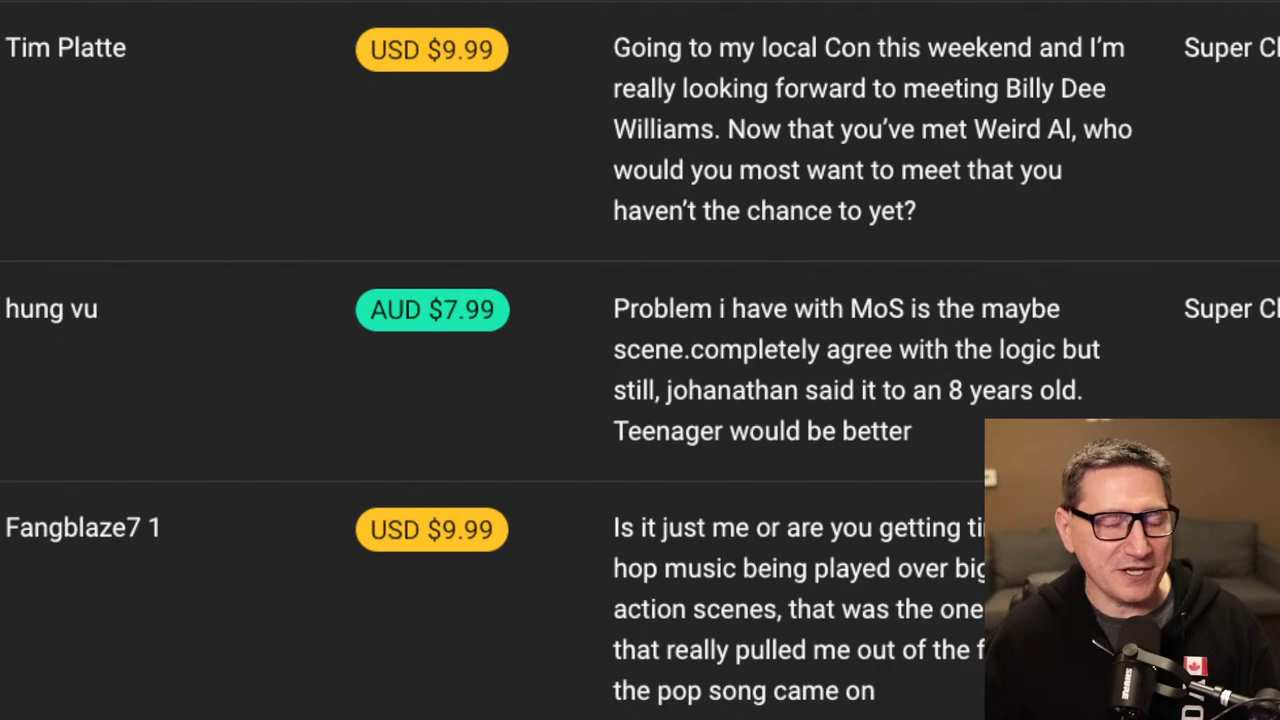 Tim Platte
USD $9.99
Going to my local Con this weekend and I'm
really looking forward to meeting Billy Dee
Williams. Now that you've met Weird Al, who
would you most want to meet that you
haven't the chance to yet?
Super
hung vu
AUD $7.99
Problem i have with MoS is the maybe
scene.completely agree with the logic but
still, johanathan said it to an 8 years old.
Teenager would be better
Super
Fangblaze7 1
USD $9.99
Is it just me or are you getting
hop music being played over
action scenes, that was the one
that really pulled me out of the
the pop song came on
SHURE